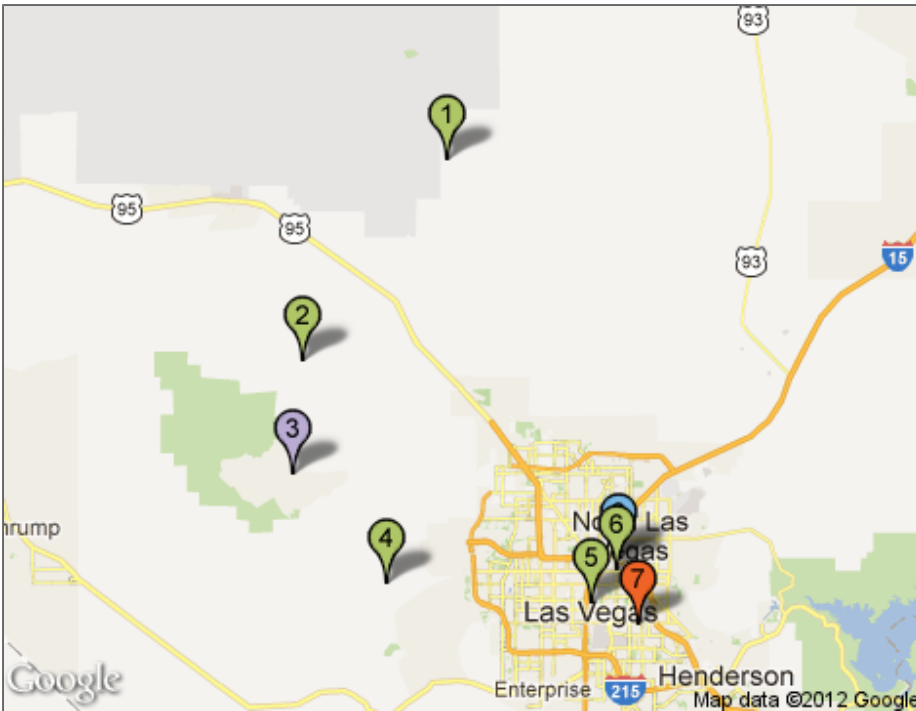 93
1
95
95
93
15
2
3
hrump
4
6
North Las
Vegas
5
7
Las Vegas
Henderson
Enterprise
215
Google
Map data ©2012 Google